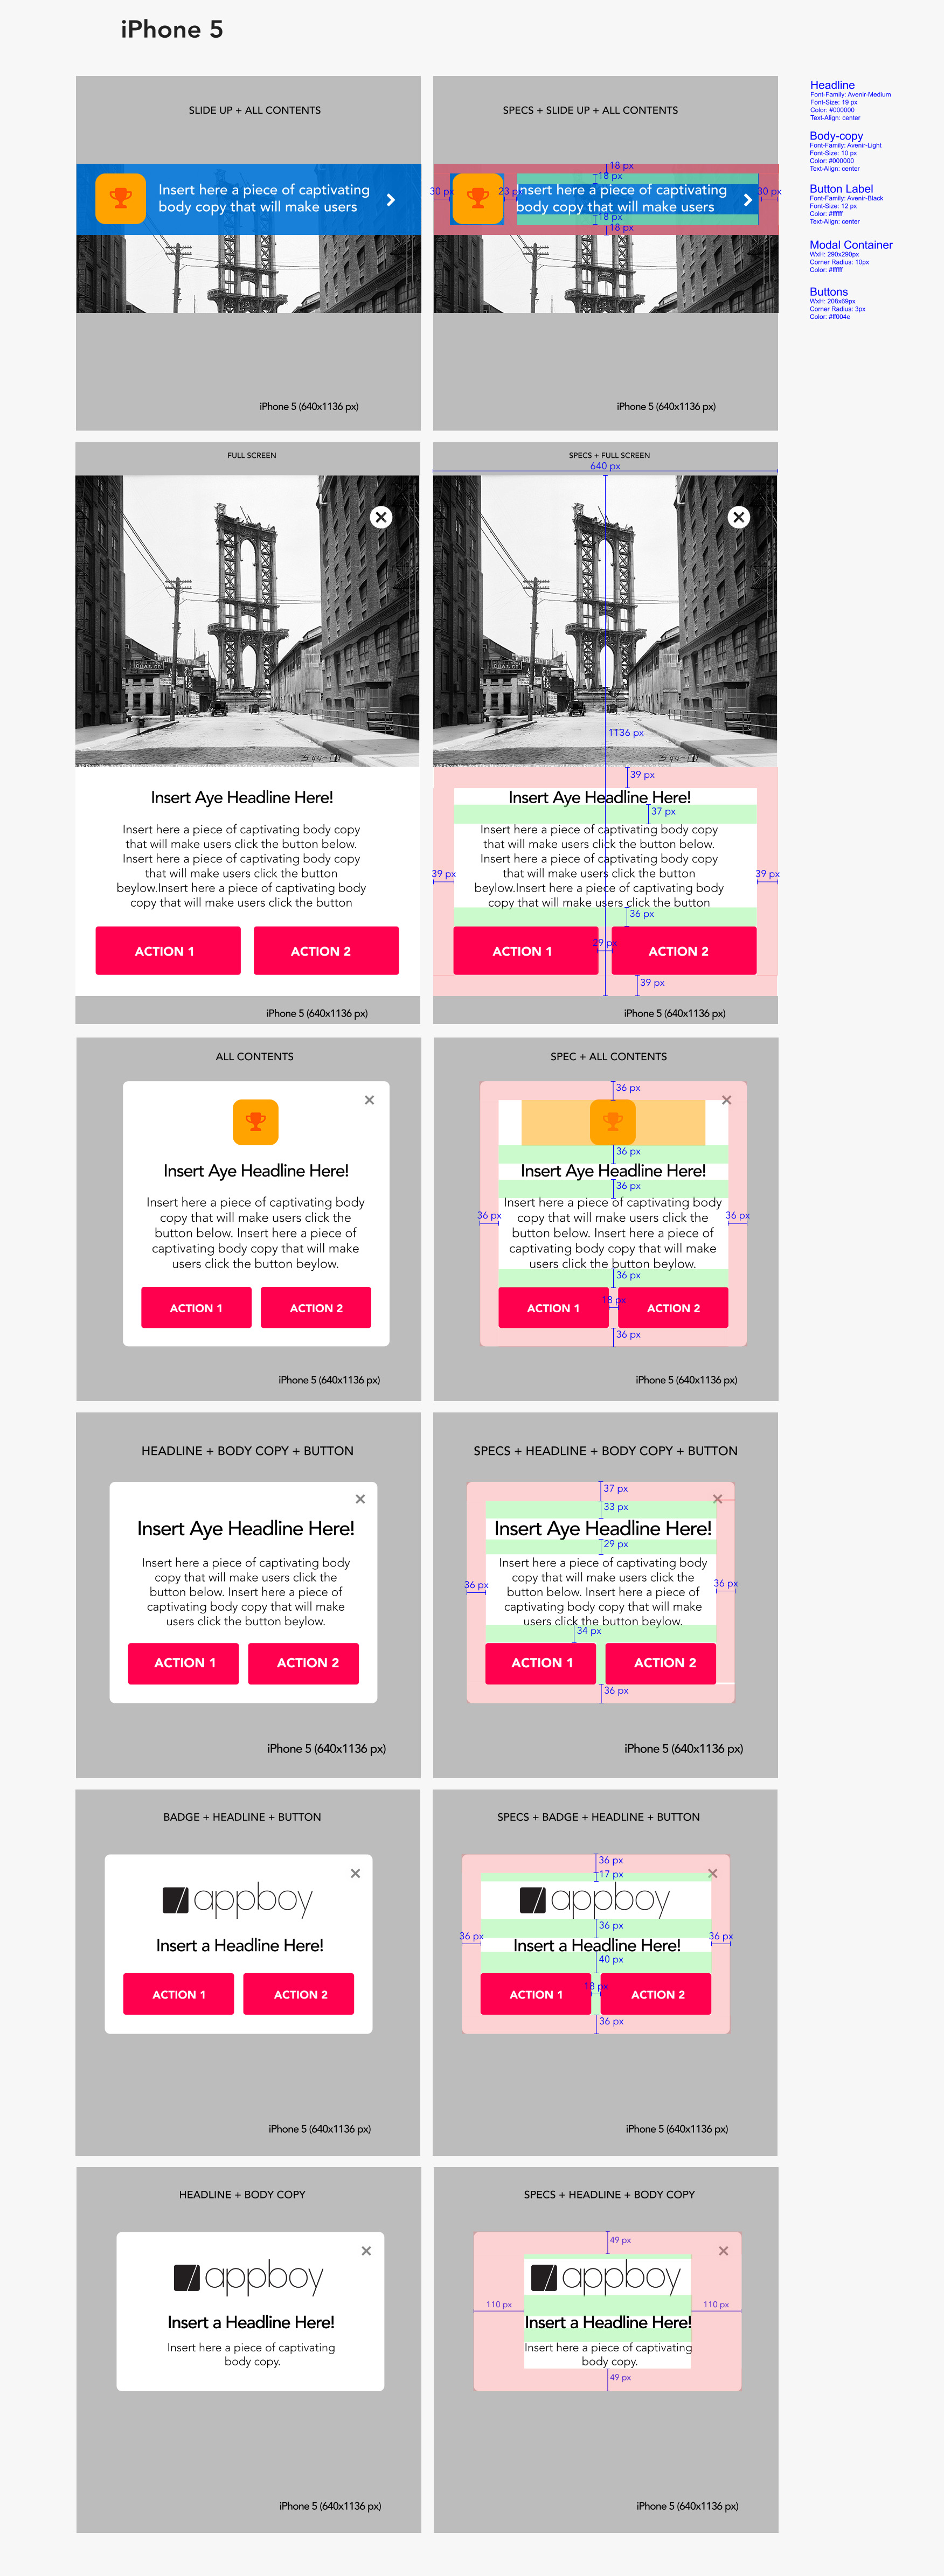 iPhone 5
SLIDE UP + ALL CONTENTS
Insert here a piece of captivating
body copy that will make users
iPhone 5 (640x1136 px)
SPECS + SLIDE UP + ALL CONTENTS
18 px
18 px
30 px
23 px
Insert here a piece of captivating
body copy that will make users
30 px
18 px
18 px
iPhone 5 (640x1136 px)
Headline
Font-Family: Avenir-Medium
Font-Size: 19 px
Color: #000000
Text-Align: center
Body-copy
Font-Family: Avenir-Light
Font-Size: 10 px
Color: #000000
Text-Align: center
Button Label
Font-Family: Avenir-Black
Font-Size: 12 px
Color: #ffffff
Text-Align: center
Modal Container
WxH: 290x290px
Corner Radius: 10px
Color: #ffffff
Buttons
WxH: 208x69px
Corner Radius: 3px
Color: #ff004e
FULL SCREEN
Insert Aye Headline Here!
Insert here a piece of captivating body copy
that will make users click the button below.
Insert here a piece of captivating body copy
that will make users click the button
beylow.Insert here a piece of captivating body
copy that will make users click the button
ACTION 1
ACTION 2
iPhone 5 (640x1136 px)
SPECS + FULL SCREEN
640 px
1136 px
39 px
Insert Aye Headline Here!
37 px
Insert here a piece of captivating body copy
that will make users click the button below.
Insert here a piece of captivating body copy
that will make users click the button
39 px
39 px
beylow.Insert here a piece of captivating body
copy that will make users click the button
36 px
ACTION 1
29 px
ACTION 2
39 px
iPhone 5 (640x1136 px)
ALL CONTENTS
Insert Aye Headline Here!
Insert here a piece of captivating body
copy that will make users click the
button below. Insert here a piece of
captivating body copy that will make
users click the button beylow.
ACTION 1
ACTION 2
iPhone 5 (640x1136 px)
SPEC + ALL CONTENTS
36 px
36 px
Insert Aye Headline Here!
36 px
Insert here a piece of captivating body
36 px
copy that will make users click the
36 px
button below. Insert here a piece of
captivating body copy that will make
users click the button beylow.
36 px
ACTION 1
18 px
ACTION 2
36 px
iPhone 5 (640x1136 px)
HEADLINE + BODY COPY + BUTTON
Insert Aye Headline Here!
Insert here a piece of captivating body
copy that will make users click the
button below. Insert here a piece of
captivating body copy that will make
users click the button beylow.
ACTION 1
ACTION 2
iPhone 5 (640x1136 px)
SPECS + HEADLINE + BODY COPY + BUTTON
37 px
33 px
Insert Aye Headline Here!
29 px
Insert here a piece of captivating body
copy that will make users click the
36 px
36 px
button below. Insert here a piece of
captivating body copy that will make
users click the button beylow.
34 px
ACTION 1
ACTION 2
36 px
iPhone 5 (640x1136 px)
BADGE + HEADLINE + BUTTON
appboy
Insert a Headline Here!
ACTION 1
ACTION 2
iPhone 5 (640x1136 px)
SPECS + BADGE + HEADLINE + BUTTON
36 px
17 px
appboy
36 px
36 px
36 px
Insert a Headline Here!
40 px
18 px
ACTION 1
ACTION 2
36 px
iPhone 5 (640x1136 px)
HEADLINE + BODY COPY
appboy
Insert a Headline Here!
Insert here a piece of captivating
body copy.
iPhone 5 (640x1136 px)
SPECS + HEADLINE + BODY COPY
49 px
appboy
110 px
110 px
Insert a Headline Here!
Insert here a piece of captivating
body copy.
49 px
iPhone 5 (640x1136 px)